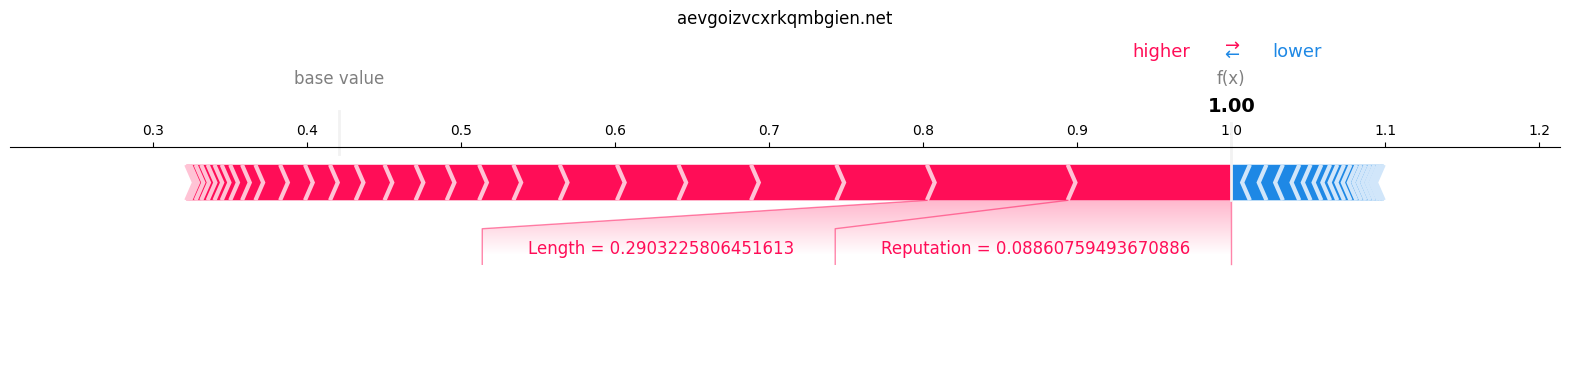 aevgoizvcxrkqmbgien.net
higher ⇄ lower
base value f(x)
1.00
0.3 0.4 0.5 0.6 0.7 0.8 0.9 1.0 1.1 1.2
Length = 0.2903225806451613 Reputation = 0.08860759493670886